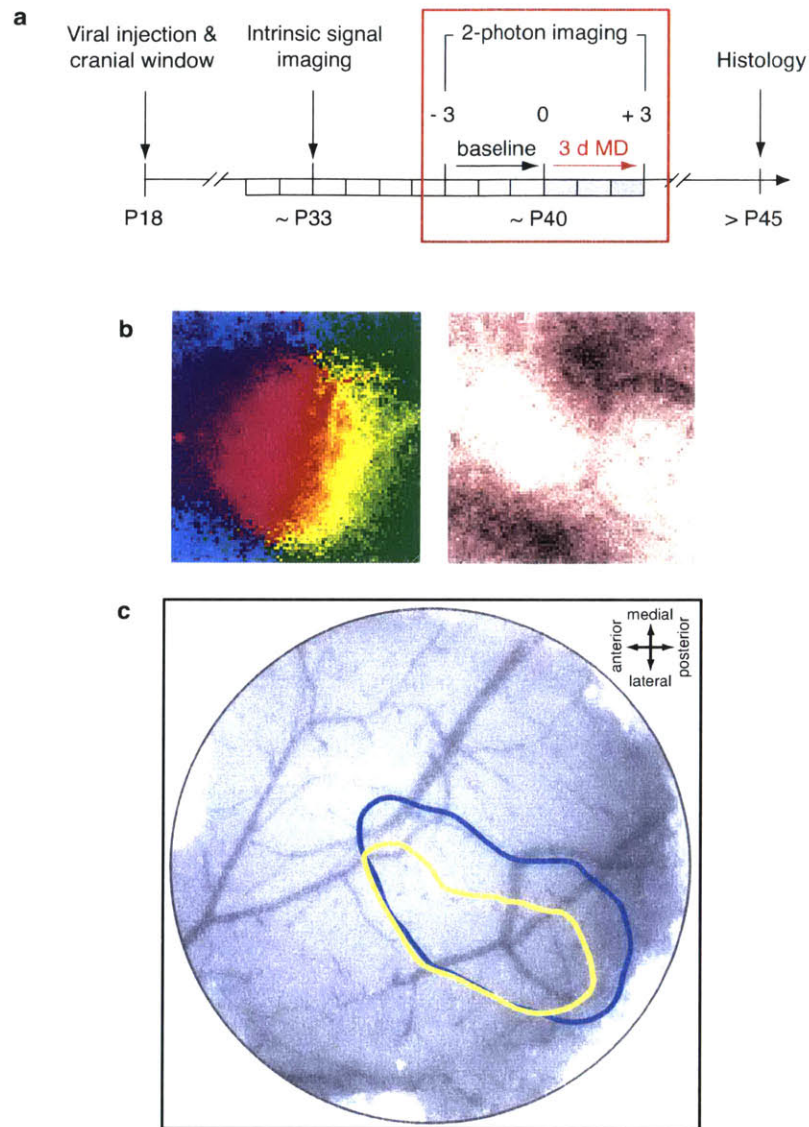 a
Viral injection &
cranial window
Intrinsic signal
imaging
2-photon imaging
Histology
- 3
0
+ 3
baseline
3 d MD
P18
~ P33
~ P40
> P45
b
c
medial
anterior
posterior
lateral